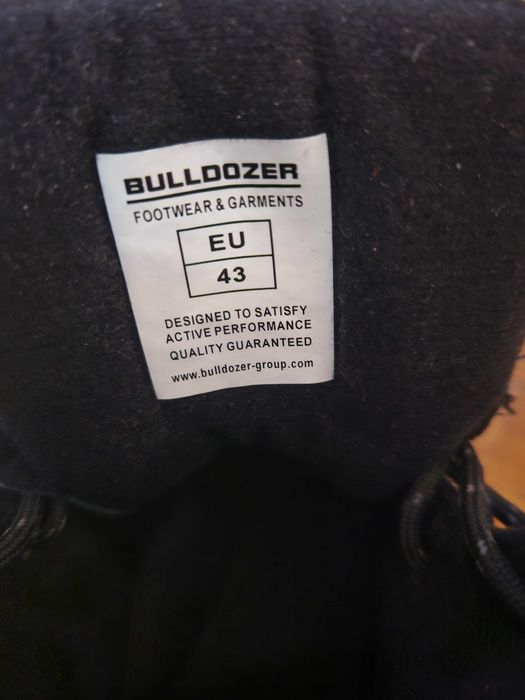 BULLDOZER
FOOTWEAR & GARMENTS
EU
43
DESIGNED TO SATISFY
ACTIVE PERFORMANCE
QUALITY GUARANTEED
www.bulldozer-group.com